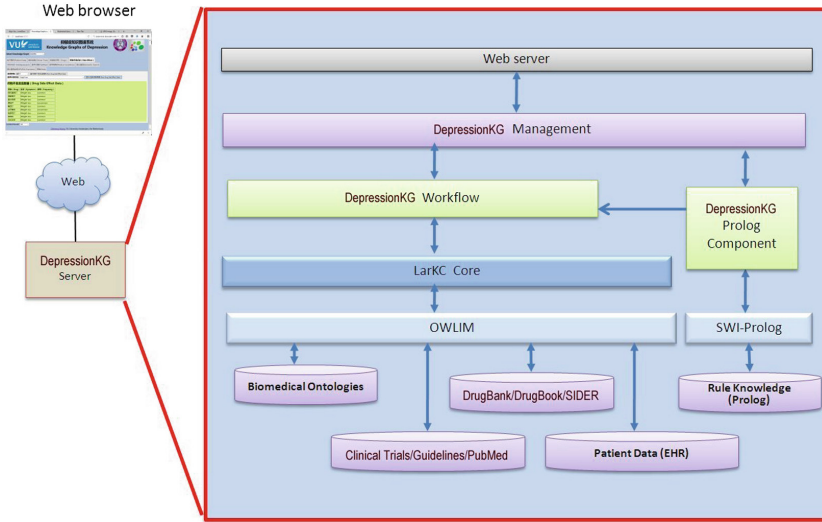 Web browser
VU
Knowledge Graphs of Depression
Web
DepressionKG
Server
Web server
DepressionKG Management
DepressionKG Workflow
DepressionKG
Prolog
Component
LarKC Core
OWLIM
SWI-Prolog
Biomedical Ontologies
DrugBank/DrugBook/SIDER
Rule Knowledge
(Prolog)
Clinical Trials/Guidelines/PubMed
Patient Data (EHR)